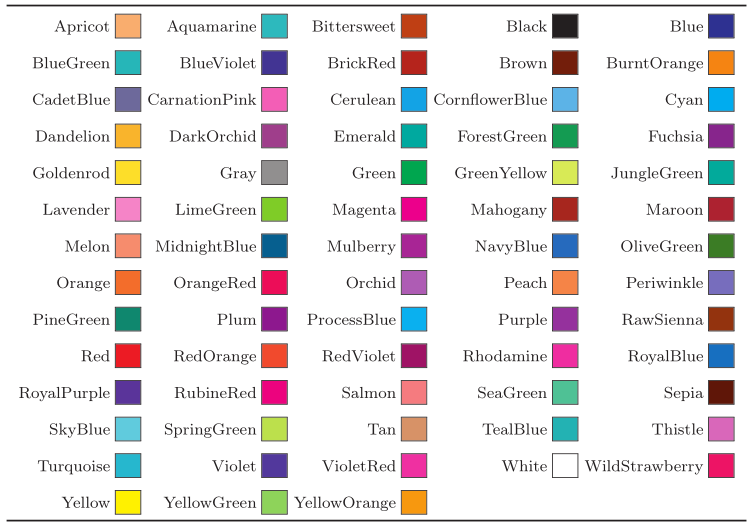 Apricot Aquamarine Bittersweet Black Blue
BlueGreen BlueViolet BrickRed Brown BurntOrange
CadetBlue CarnationPink Cerulean CornflowerBlue Cyan
Dandelion DarkOrchid Emerald ForestGreen Fuchsia
Goldenrod Gray Green GreenYellow JungleGreen
Lavender LimeGreen Magenta Mahogany Maroon
Melon MidnightBlue Mulberry NavyBlue OliveGreen
Orange OrangeRed Orchid Peach Periwinkle
PineGreen Plum ProcessBlue Purple RawSienna
Red RedOrange RedViolet Rhodamine RoyalBlue
RoyalPurple RubineRed Salmon SeaGreen Sepia
SkyBlue SpringGreen Tan TealBlue Thistle
Turquoise Violet VioletRed White WildStrawberry
Yellow YellowGreen YellowOrange